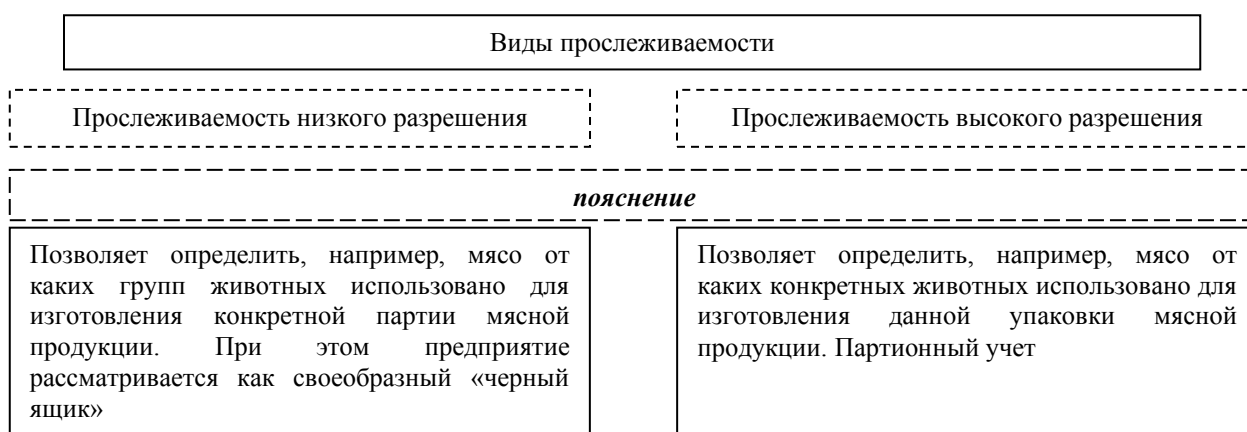 Виды прослеживаемости
Прослеживаемость низкого разрешения
Прослеживаемость высокого разрешения
пояснение
Позволяет определить, например, мясо от
каких групп животных использовано для
изготовления конкретной партии мясной
продукции. При этом предприятие
рассматривается как своеобразный «черный
ящик»
Позволяет определить, например, мясо от
каких конкретных животных использовано для
изготовления данной упаковки мясной
продукции. Партионный учет